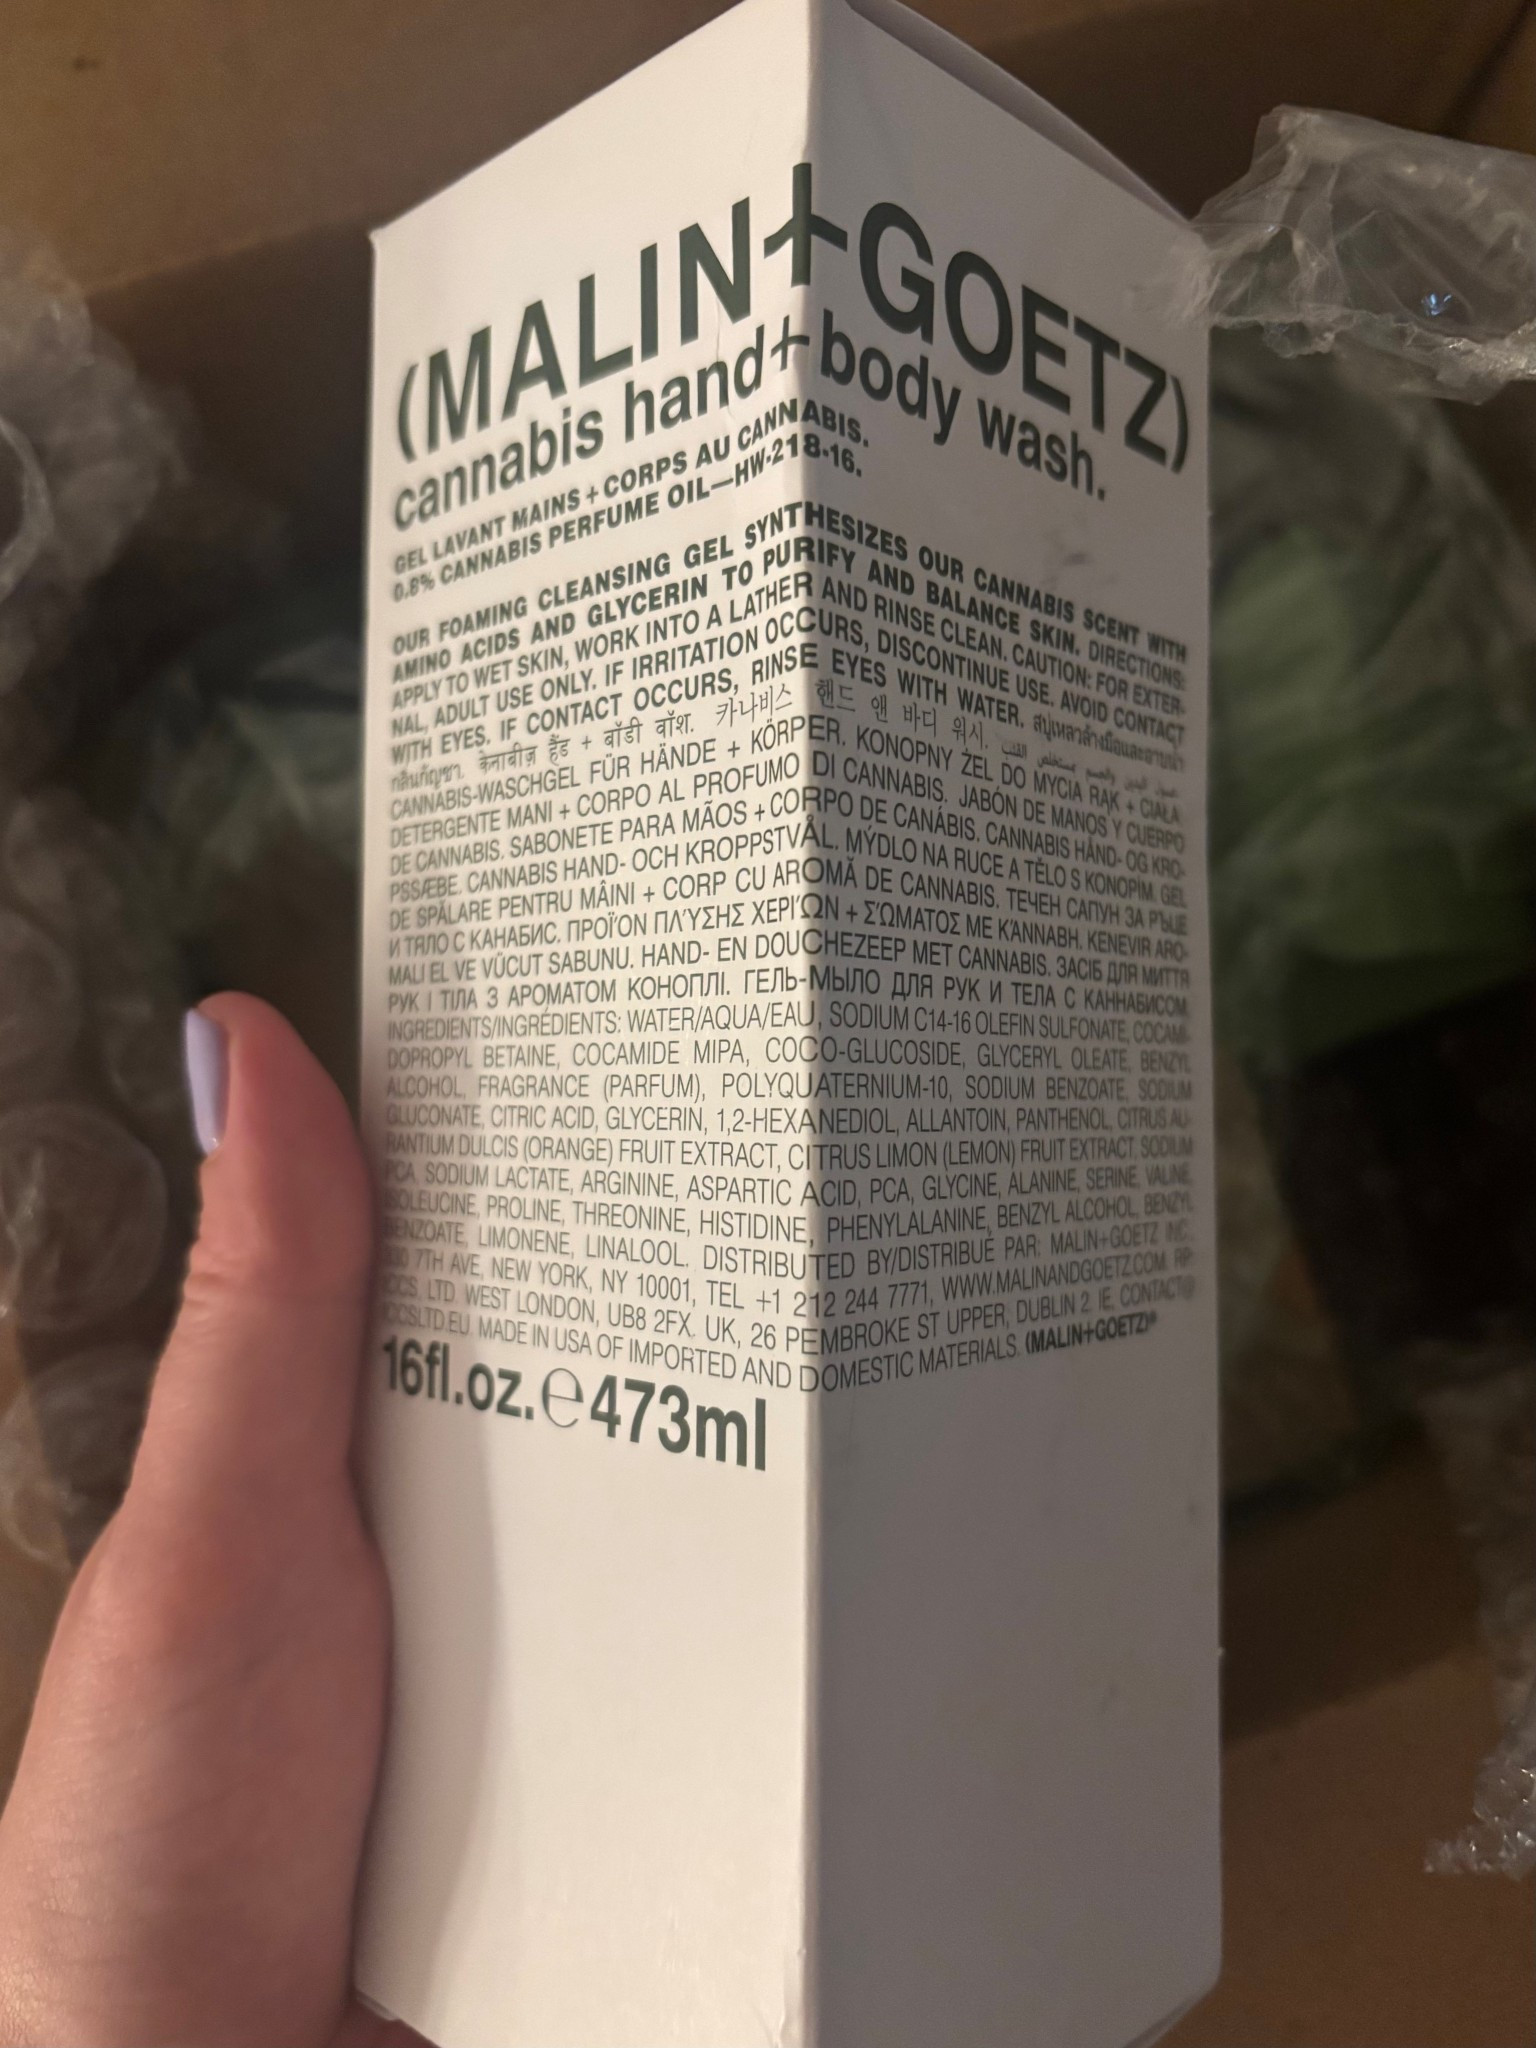 (MALIN+GOETZ)
cannabis hand+body wash.
GEL LAVANT MAINS + CORPS AU CANNABIS.
0.8% CANNABIS PERFUME OIL—HW-218-16.
OUR FOAMING CLEANSING GEL SYNTHESIZES OUR CANNABIS SCENT WITH
AMINO ACIDS AND GLYCERIN TO PURIFY AND BALANCE SKIN. DIRECTIONS:
APPLY TO WET SKIN, WORK INTO A LATHER AND RINSE CLEAN. CAUTION: FOR EXTER-
NAL, ADULT USE ONLY. IF IRRITATION OCCURS, DISCONTINUE USE. AVOID CONTACT
WITH EYES. IF CONTACT OCCURS, RINSE EYES WITH WATER. สบู่เหลวล้างมือและอาบน้ำ
กลิ่นกัญชา. केनाबीज़ हैंड + बॉडी वॉश. 카나비스 핸드 앤 바디 워시.
CANNABIS-WASCHGEL FÜR HÄNDE + KÖRPER. KONOPNY ŻEL DO MYCIA RĄK + CIAŁA.
DETERGENTE MANI + CORPO AL PROFUMO DI CANNABIS. JABÓN DE MANOS Y CUERPO
DE CANNABIS. SABONETE PARA MÃOS + CORPO DE CANÁBIS. CANNABIS HÅND- OG KRO-
PSSÆBE. CANNABIS HAND- OCH KROPPSTVÅL. MÝDLO NA RUCE A TĚLO S KONOPÍM. GEL
DE SPĂLARE PENTRU MÂINI + CORP CU AROMĂ DE CANNABIS. ТЕЧЕН САПУН ЗА РЪЦЕ
И ТЯЛО С КАНАБИС. ΠΡΟΪΌΝ ΠΛΎΣΗΣ ΧΕΡΙΏΝ + ΣΏΜΑΤΟΣ ΜΕ ΚΆΝΝΑΒΗ. KENEVIR ARO-
MALI EL VE VÜCUT SABUNU. HAND- EN DOUCHEZEEP MET CANNABIS. ЗАСІБ ДЛЯ МИТТЯ
РУК І ТІЛА З АРОМАТОМ КОНОПЛІ. ГЕЛЬ-МЫЛО ДЛЯ РУК И ТЕЛА С КАННАБИСОМ.
INGREDIENTS/INGRÉDIENTS: WATER/AQUA/EAU, SODIUM C14-16 OLEFIN SULFONATE, COCAMI-
DOPROPYL BETAINE, COCAMIDE MIPA, COCO-GLUCOSIDE, GLYCERYL OLEATE, BENZYL
ALCOHOL, FRAGRANCE (PARFUM), POLYQUATERNIUM-10, SODIUM BENZOATE, SODIUM
GLUCONATE, CITRIC ACID, GLYCERIN, 1,2-HEXANEDIOL, ALLANTOIN, PANTHENOL, CITRUS AU-
RANTIUM DULCIS (ORANGE) FRUIT EXTRACT, CITRUS LIMON (LEMON) FRUIT EXTRACT, SODIUM
PCA, SODIUM LACTATE, ARGININE, ASPARTIC ACID, PCA, GLYCINE, ALANINE, SERINE, VALINE,
ISOLEUCINE, PROLINE, THREONINE, HISTIDINE, PHENYLALANINE, BENZYL ALCOHOL, BENZYL
BENZOATE, LIMONENE, LINALOOL. DISTRIBUTED BY/DISTRIBUÉ PAR: MALIN+GOETZ INC.,
7TH AVE, NEW YORK, NY 10001, TEL +1 212 244 7771, WWW.MALINANDGOETZ.COM. RP:
CCS, LTD. WEST LONDON, UB8 2FX. UK, 26 PEMBROKE ST UPPER, DUBLIN 2. IE, CONTACT@
CCSLTD.EU. MADE IN USA OF IMPORTED AND DOMESTIC MATERIALS. (MALIN+GOETZ)®
16fl.oz.℮473ml